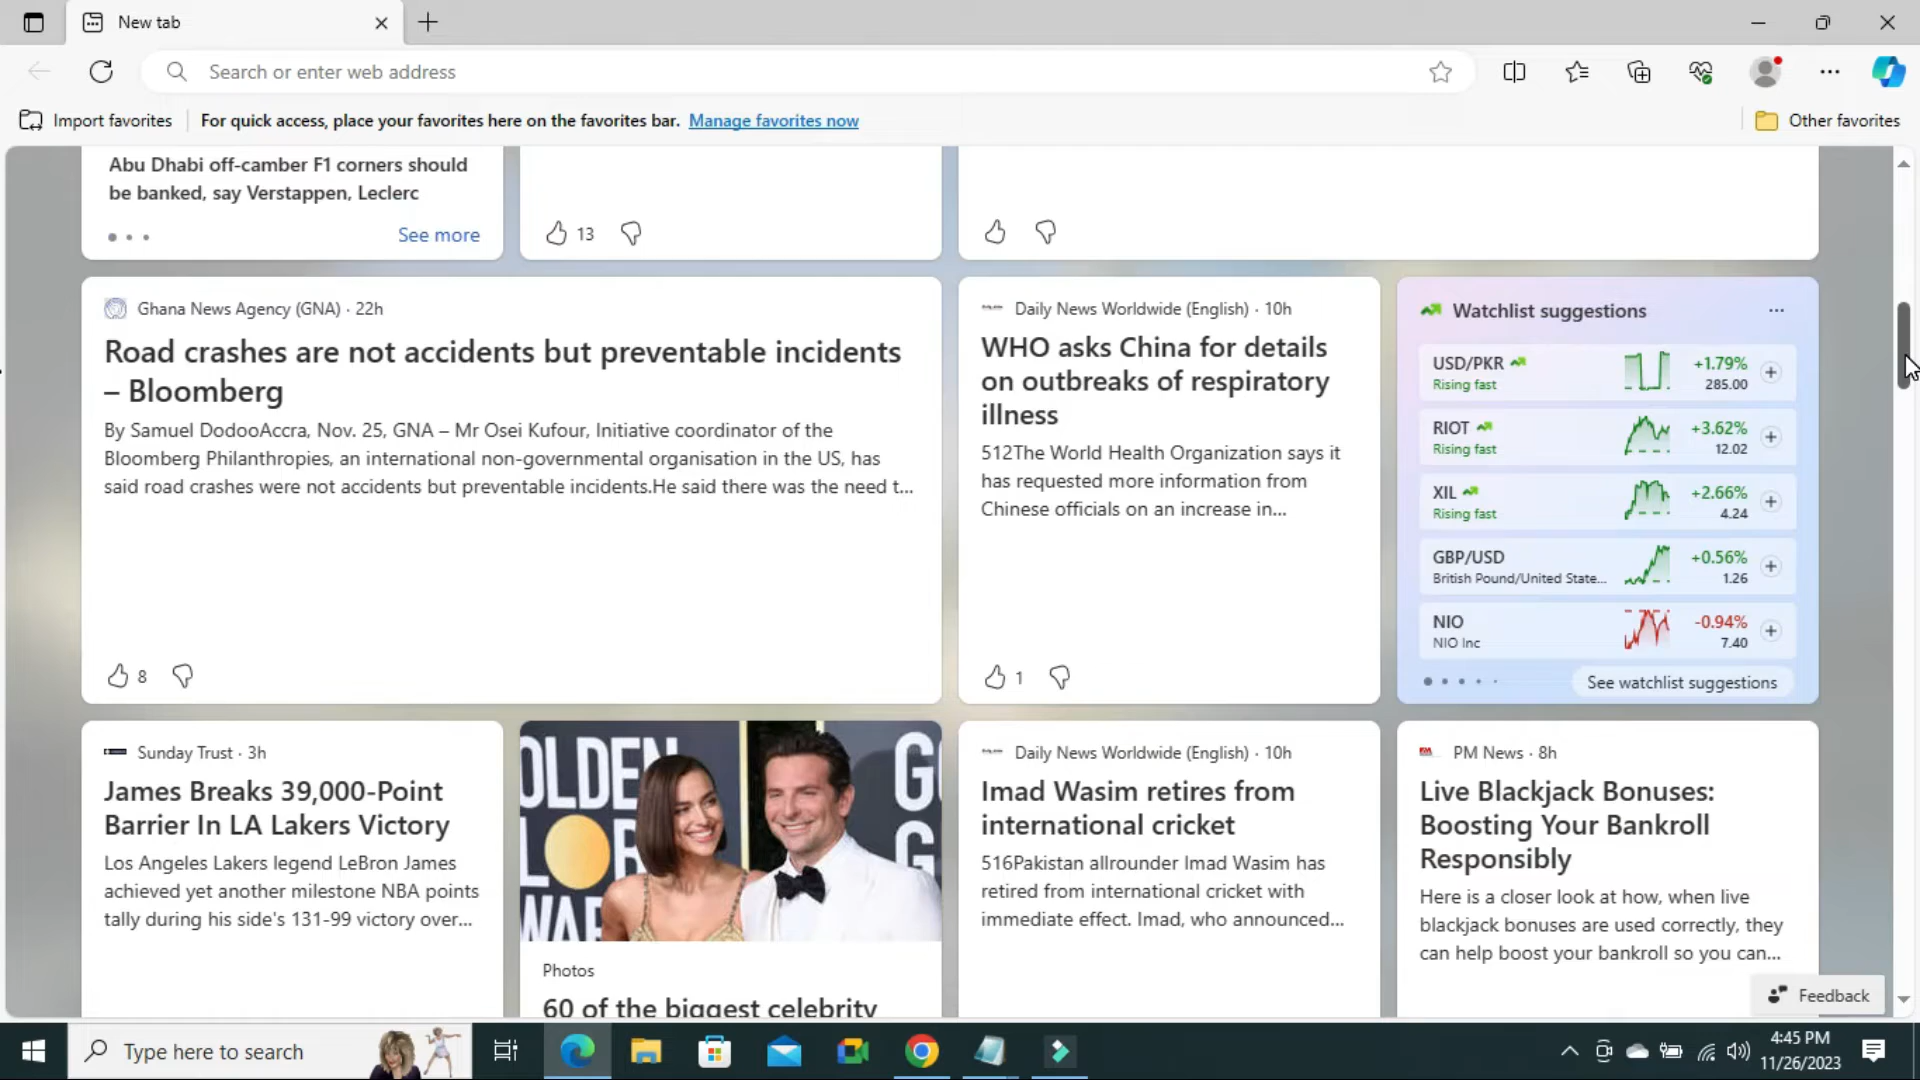 New tab
Search or enter web address
Import favorites
For quick access, place your favorites here on the favorites bar. Manage favorites now
Other favorites
Abu Dhabi off-camber F1 corners should
be banked, say Verstappen, Leclerc
See more
13
Ghana News Agency (GNA) · 22h
Road crashes are not accidents but preventable incidents
– Bloomberg
By Samuel DodooAccra, Nov. 25, GNA – Mr Osei Kufour, Initiative coordinator of the
Bloomberg Philanthropies, an international non-governmental organisation in the US, has
said road crashes were not accidents but preventable incidents.He said there was the need t...
8
Daily News Worldwide (English) · 10h
WHO asks China for details
on outbreaks of respiratory
illness
512The World Health Organization says it
has requested more information from
Chinese officials on an increase in...
1
Watchlist suggestions
USD/PKR +1.79%
Rising fast 285.00
RIOT +3.62%
Rising fast 12.02
XIL +2.66%
Rising fast 4.24
GBP/USD +0.56%
British Pound/United State... 1.26
NIO -0.94%
NIO Inc 7.40
See watchlist suggestions
Sunday Trust · 3h
James Breaks 39,000-Point
Barrier In LA Lakers Victory
Los Angeles Lakers legend LeBron James
achieved yet another milestone NBA points
tally during his side's 131-99 victory over...
OLDEN GO
Photos
60 of the biggest celebrity
Daily News Worldwide (English) · 10h
Imad Wasim retires from
international cricket
516Pakistan allrounder Imad Wasim has
retired from international cricket with
immediate effect. Imad, who announced...
PM News · 8h
Live Blackjack Bonuses:
Boosting Your Bankroll
Responsibly
Here is a closer look at how, when live
blackjack bonuses are used correctly, they
can help boost your bankroll so you can...
Feedback
Type here to search
4:45 PM
11/26/2023